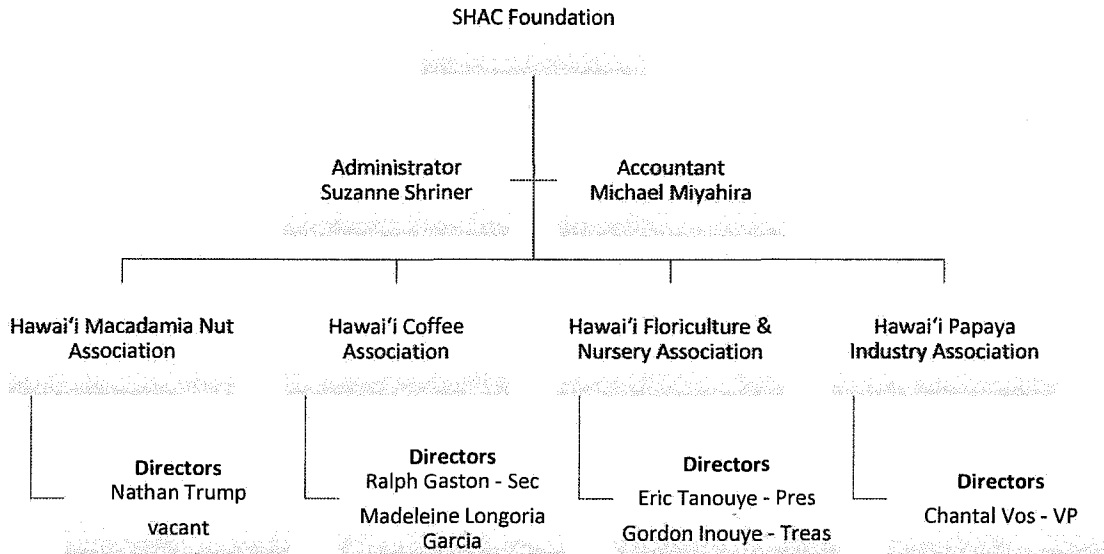 SHAC Foundation
Administrator
Suzanne Shriner
Accountant
Michael Miyahira
Hawai‘i Macadamia Nut
Association
Hawai‘i Coffee
Association
Hawai‘i Floriculture &
Nursery Association
Hawai‘i Papaya
Industry Association
Directors
Nathan Trump
vacant
Directors
Ralph Gaston - Sec
Madeleine Longoria
Garcia
Directors
Eric Tanouye - Pres
Gordon Inouye - Treas
Directors
Chantal Vos - VP